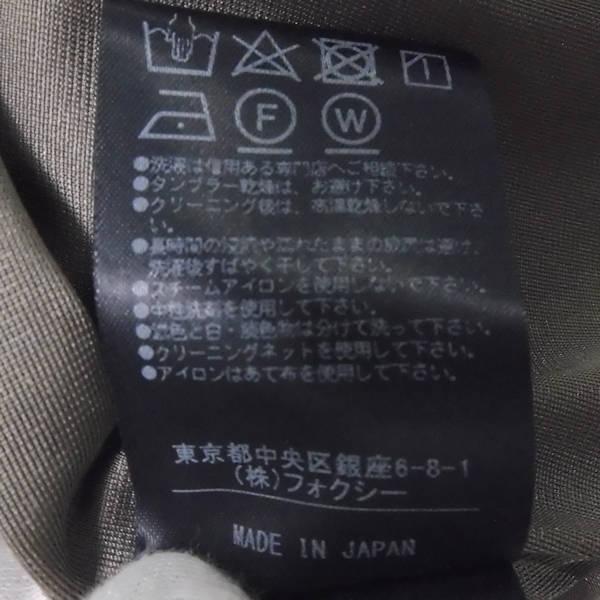 F W
●洗濯は信用ある専門店へご相談下さい。
●タンブラー乾燥は、お避け下さい。
●クリーニング後は、高温乾燥しないで下さ
い。
●長時間の浸漬や濡れたままの放置は避け、
洗濯後すばやく干して下さい。
●スチームアイロンを使用しないで下さい。
●中性洗剤を使用して下さい。
●濃色と白・淡色物は分けて洗って下さい。
●クリーニングネットを使用して下さい。
●アイロンはあて布を使用して下さい。
東京都中央区銀座6-8-1
(株)フォクシー
MADE IN JAPAN